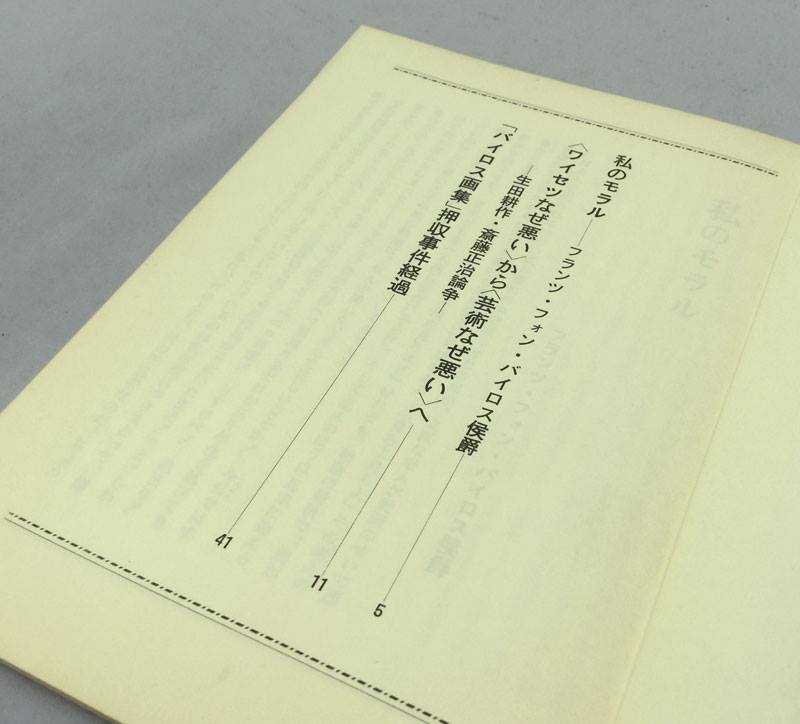 私のモラル――フランツ・フォン・バイロス侯爵 5
〈ワイセツなぜ悪い〉から〈芸術なぜ悪い〉へ 11
―生田耕作・斎藤正治論争―
「バイロス画集」押収事件経過 41